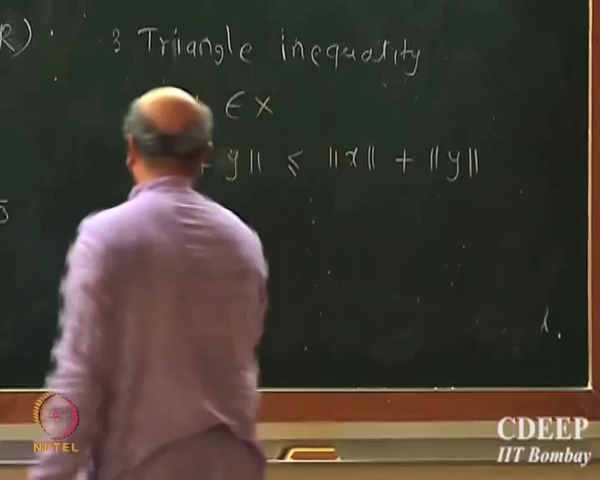 R) 3 Triangle inequality
∈ X
+ y|| ≤ ||x|| + ||y||
NPTEL
CDEEP
IIT Bombay